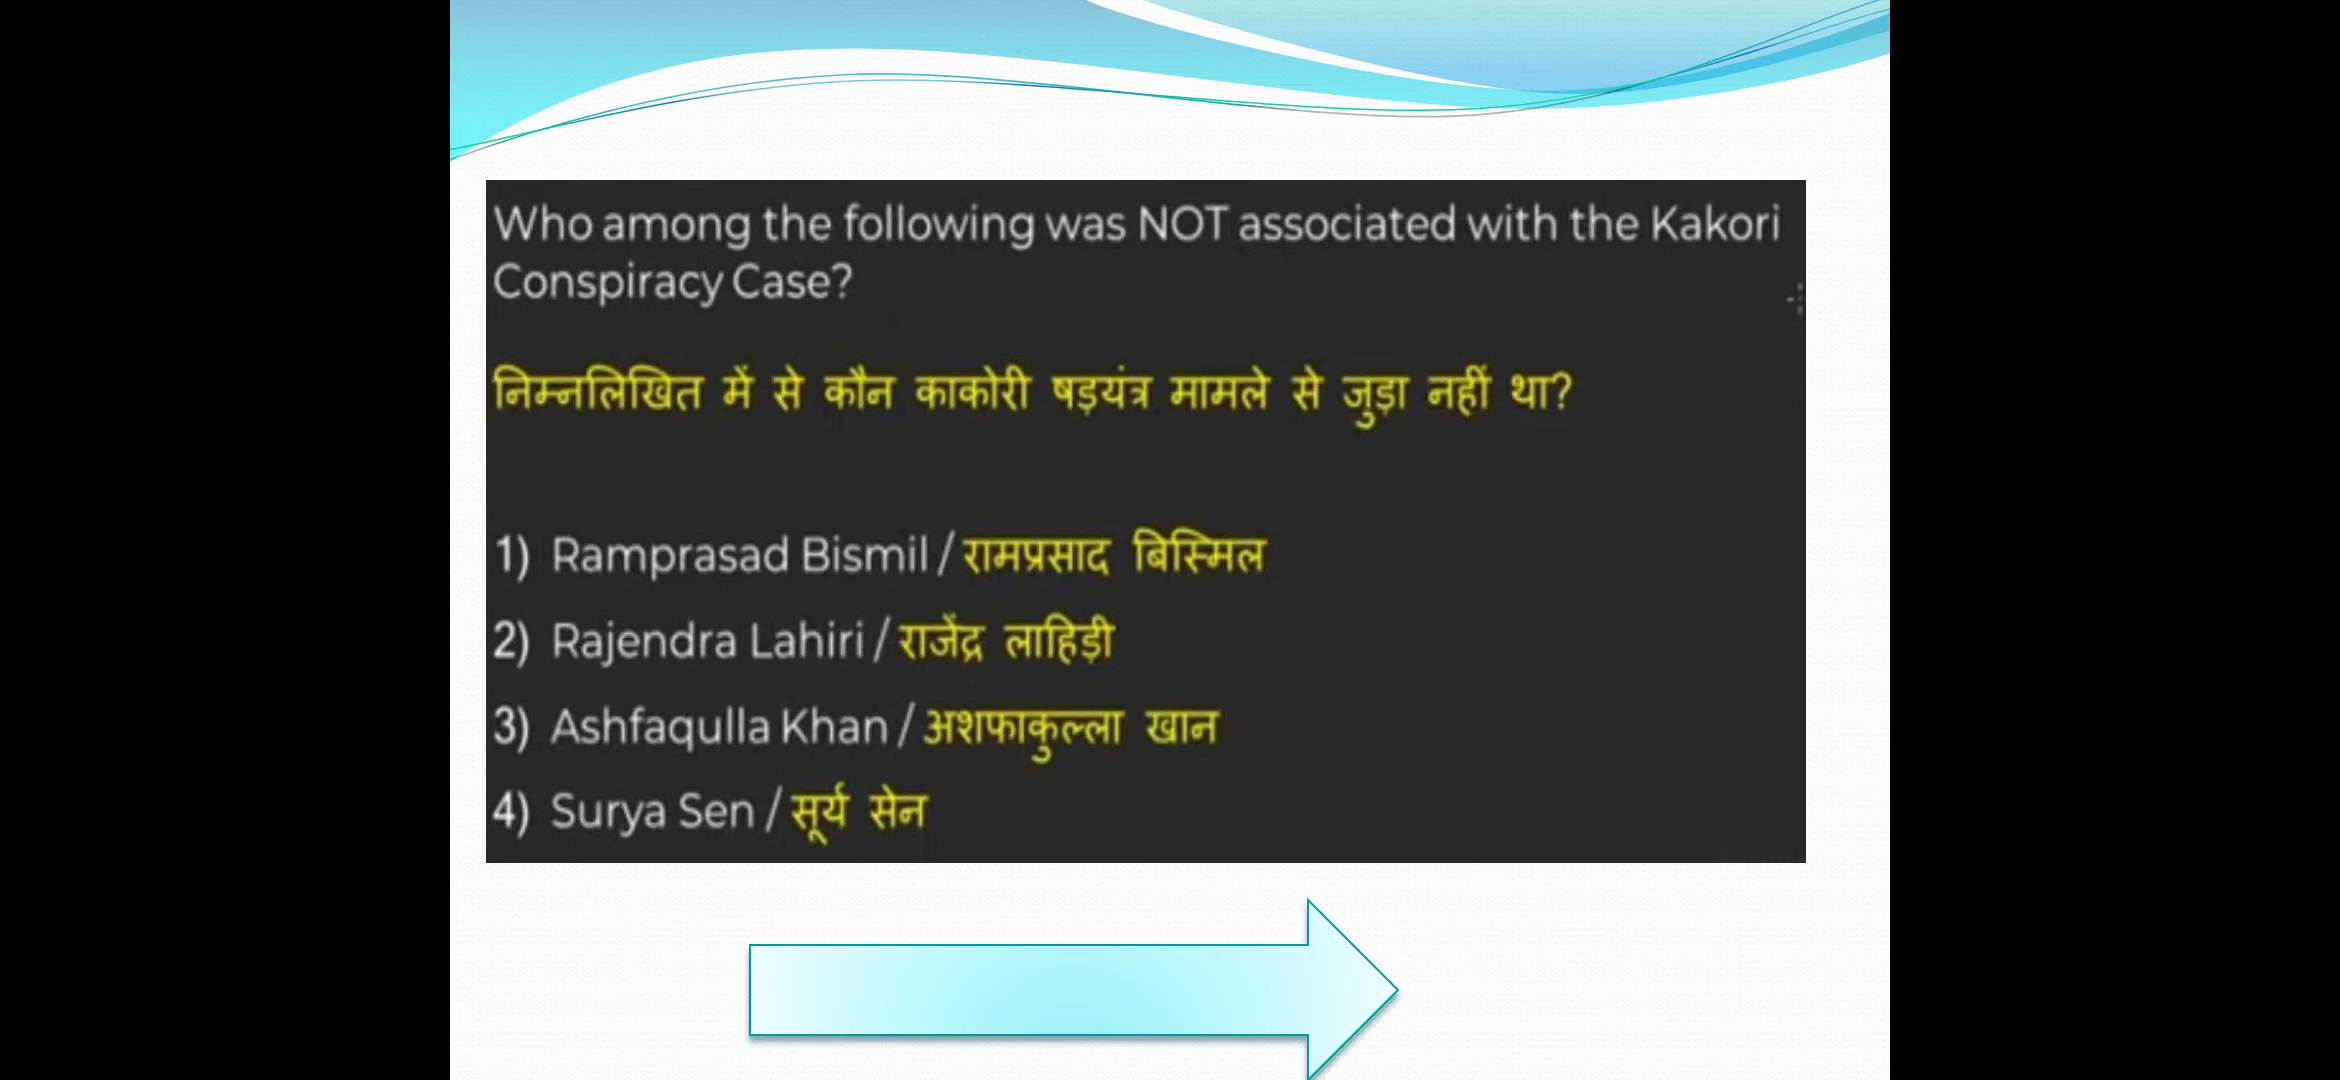 Who among the following was NOT associated with the Kakori
Conspiracy Case?
निम्नलिखित में से कौन काकोरी षड़यंत्र मामले से जुड़ा नहीं था?
1) Ramprasad Bismil / रामप्रसाद बिस्मिल
2) Rajendra Lahiri / राजेंद्र लाहिड़ी
3) Ashfaqulla Khan / अशफाकुल्ला खान
4) Surya Sen / सूर्य सेन